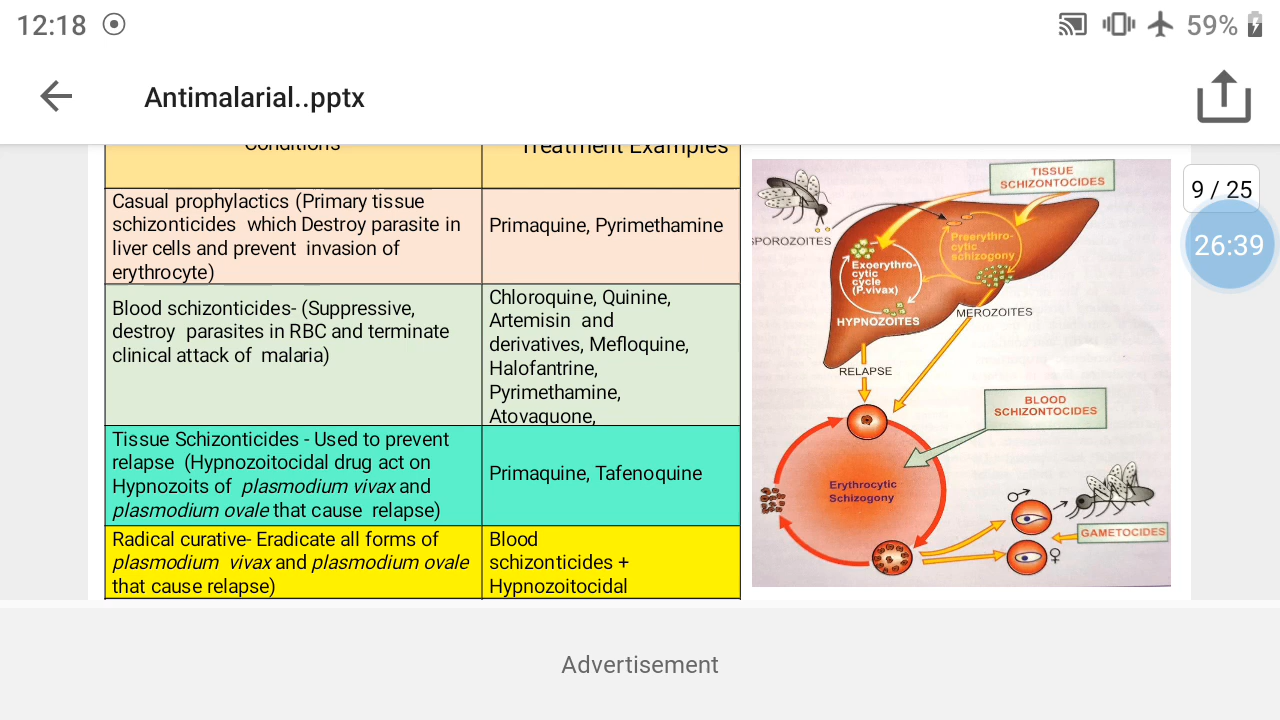 12:18
59%
Antimalarial..pptx
9 / 25
26:39
Conditions
Treatment Examples
Casual prophylactics (Primary tissue
schizonticides which Destroy parasite in
liver cells and prevent invasion of
erythrocyte)
Primaquine, Pyrimethamine
Blood schizonticides- (Suppressive,
destroy parasites in RBC and terminate
clinical attack of malaria)
Chloroquine, Quinine,
Artemisin and
derivatives, Mefloquine,
Halofantrine,
Pyrimethamine,
Atovaquone,
Tissue Schizonticides - Used to prevent
relapse (Hypnozoitocidal drug act on
Hypnozoits of plasmodium vivax and
plasmodium ovale that cause relapse)
Primaquine, Tafenoquine
Radical curative- Eradicate all forms of
plasmodium vivax and plasmodium ovale
that cause relapse)
Blood
schizonticides +
Hypnozoitocidal
TISSUE
SCHIZONTOCIDES
SPOROZOITES
Preerythro-
cytic
schizogony
Exoerythro-
cytic
cycle
(P.vivax)
HYPNOZOITES
MEROZOITES
RELAPSE
BLOOD
SCHIZONTOCIDES
Erythrocytic
Schizogony
♂
♀
GAMETOCIDES
Advertisement